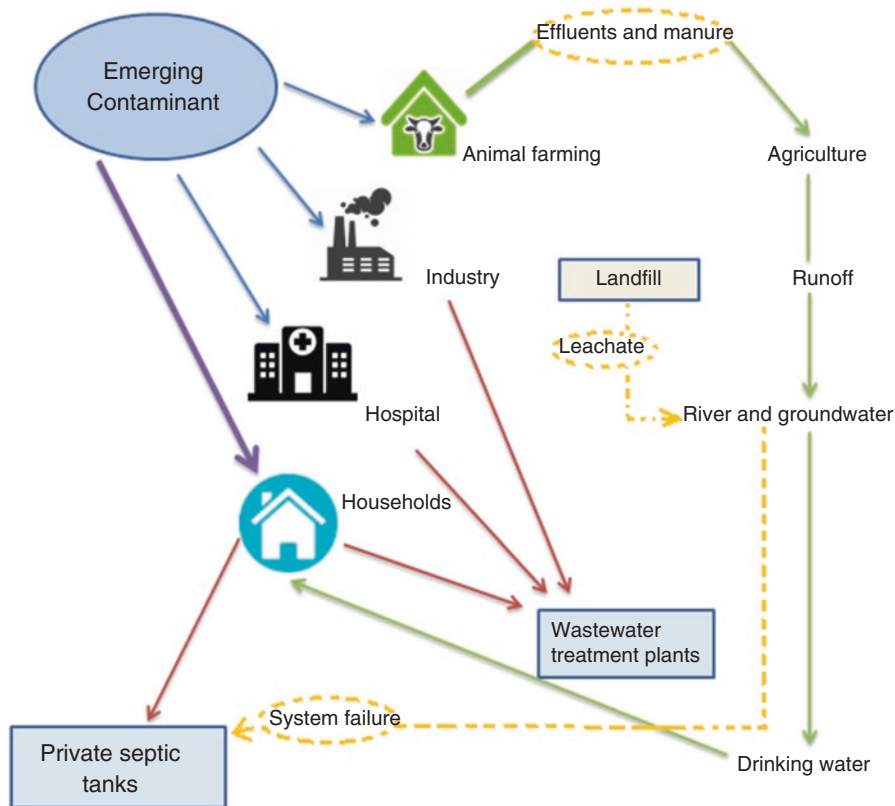 Effluents and manure
Emerging
Contaminant
Animal farming
Agriculture
Industry
Landfill
Runoff
Leachate
Hospital
River and groundwater
Households
Wastewater
treatment plants
System failure
Private septic
tanks
Drinking water